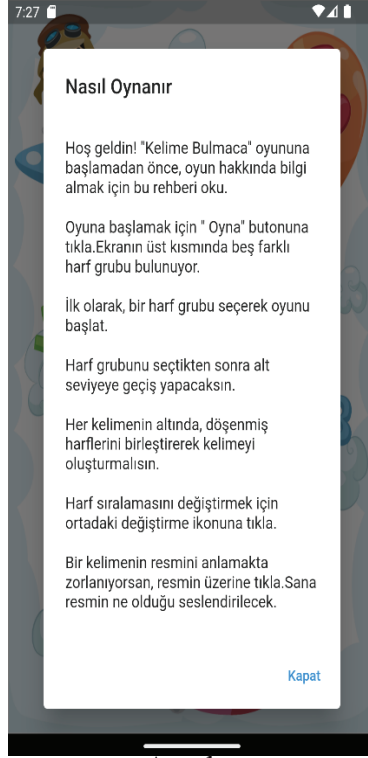 7:27
Nasıl Oynanır
Hoş geldin! "Kelime Bulmaca" oyununa
başlamadan önce, oyun hakkında bilgi
almak için bu rehberi oku.
Oyuna başlamak için " Oyna" butonuna
tıkla.Ekranın üst kısmında beş farklı
harf grubu bulunuyor.
İlk olarak, bir harf grubu seçerek oyunu
başlat.
Harf grubunu seçtikten sonra alt
seviyeye geçiş yapacaksın.
Her kelimenin altında, döşenmiş
harflerini birleştirerek kelimeyi
oluşturmalısın.
Harf sıralamasını değiştirmek için
ortadaki değiştirme ikonuna tıkla.
Bir kelimenin resmini anlamakta
zorlanıyorsan, resmin üzerine tıkla.Sana
resmin ne olduğu seslendirilecek.
Kapat